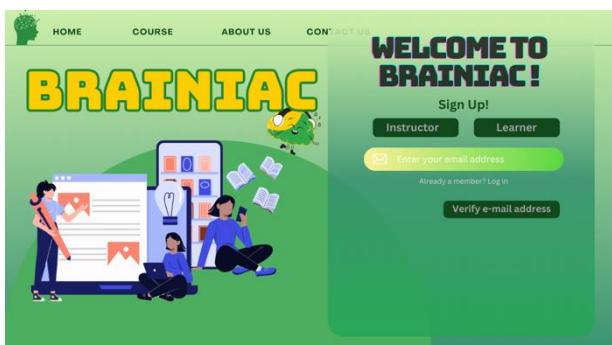 HOME COURSE ABOUT US CONTACT US
BRAINIAC
WELCOME TO
BRAINIAC!
Sign Up!
Instructor Learner
Enter your email address
Already a member? Log in
Verify e-mail address